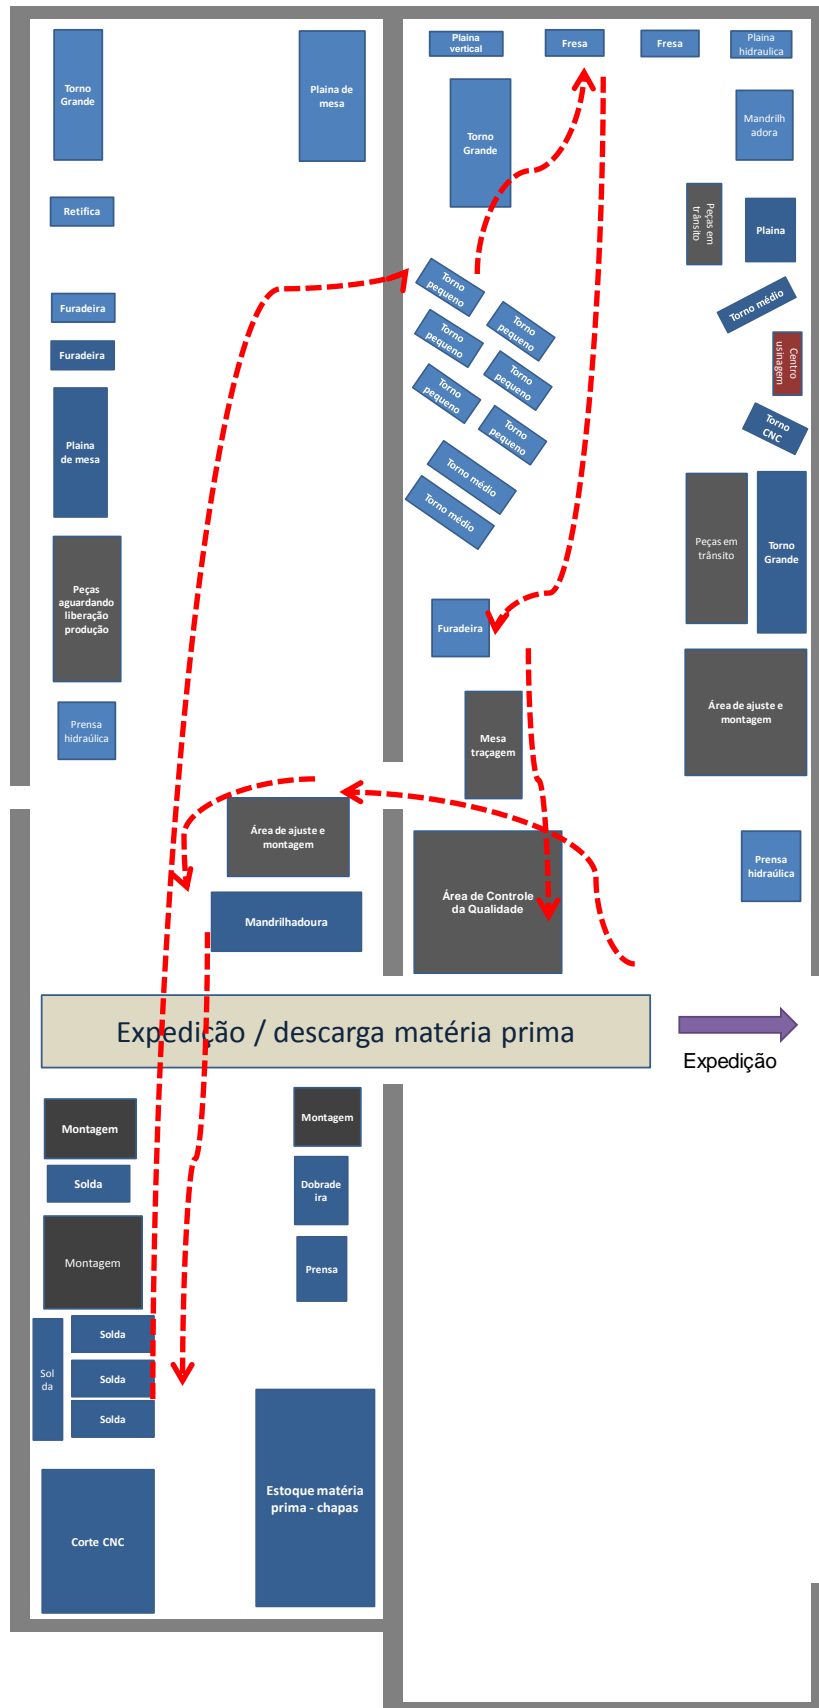 Torno
Grande
Plaina de
mesa
Retifica
Furadeira
Furadeira
Plaina
de mesa
Peças
aguardando
liberação
produção
Prensa
hidraúlica
Plaina
vertical
Fresa
Fresa
Plaina
hidraulica
Torno
Grande
Mandrilh
adora
Peças em
trânsito
Plaina
Torno médio
Centro
usinagem
Torno
CNC
Torno
pequeno
Torno
pequeno
Torno
pequeno
Torno
pequeno
Torno
pequeno
Torno
pequeno
Torno médio
Torno médio
Peças em
trânsito
Torno
Grande
Furadeira
Mesa
traçagem
Área de ajuste e
montagem
Área de ajuste e
montagem
Mandrilhadoura
Área de Controle
da Qualidade
Prensa
hidraúlica
Expedição / descarga matéria prima
Expedição
Montagem
Solda
Montagem
Solda
Sol
da
Solda
Solda
Montagem
Dobrade
ira
Prensa
Estoque matéria
prima - chapas
Corte CNC